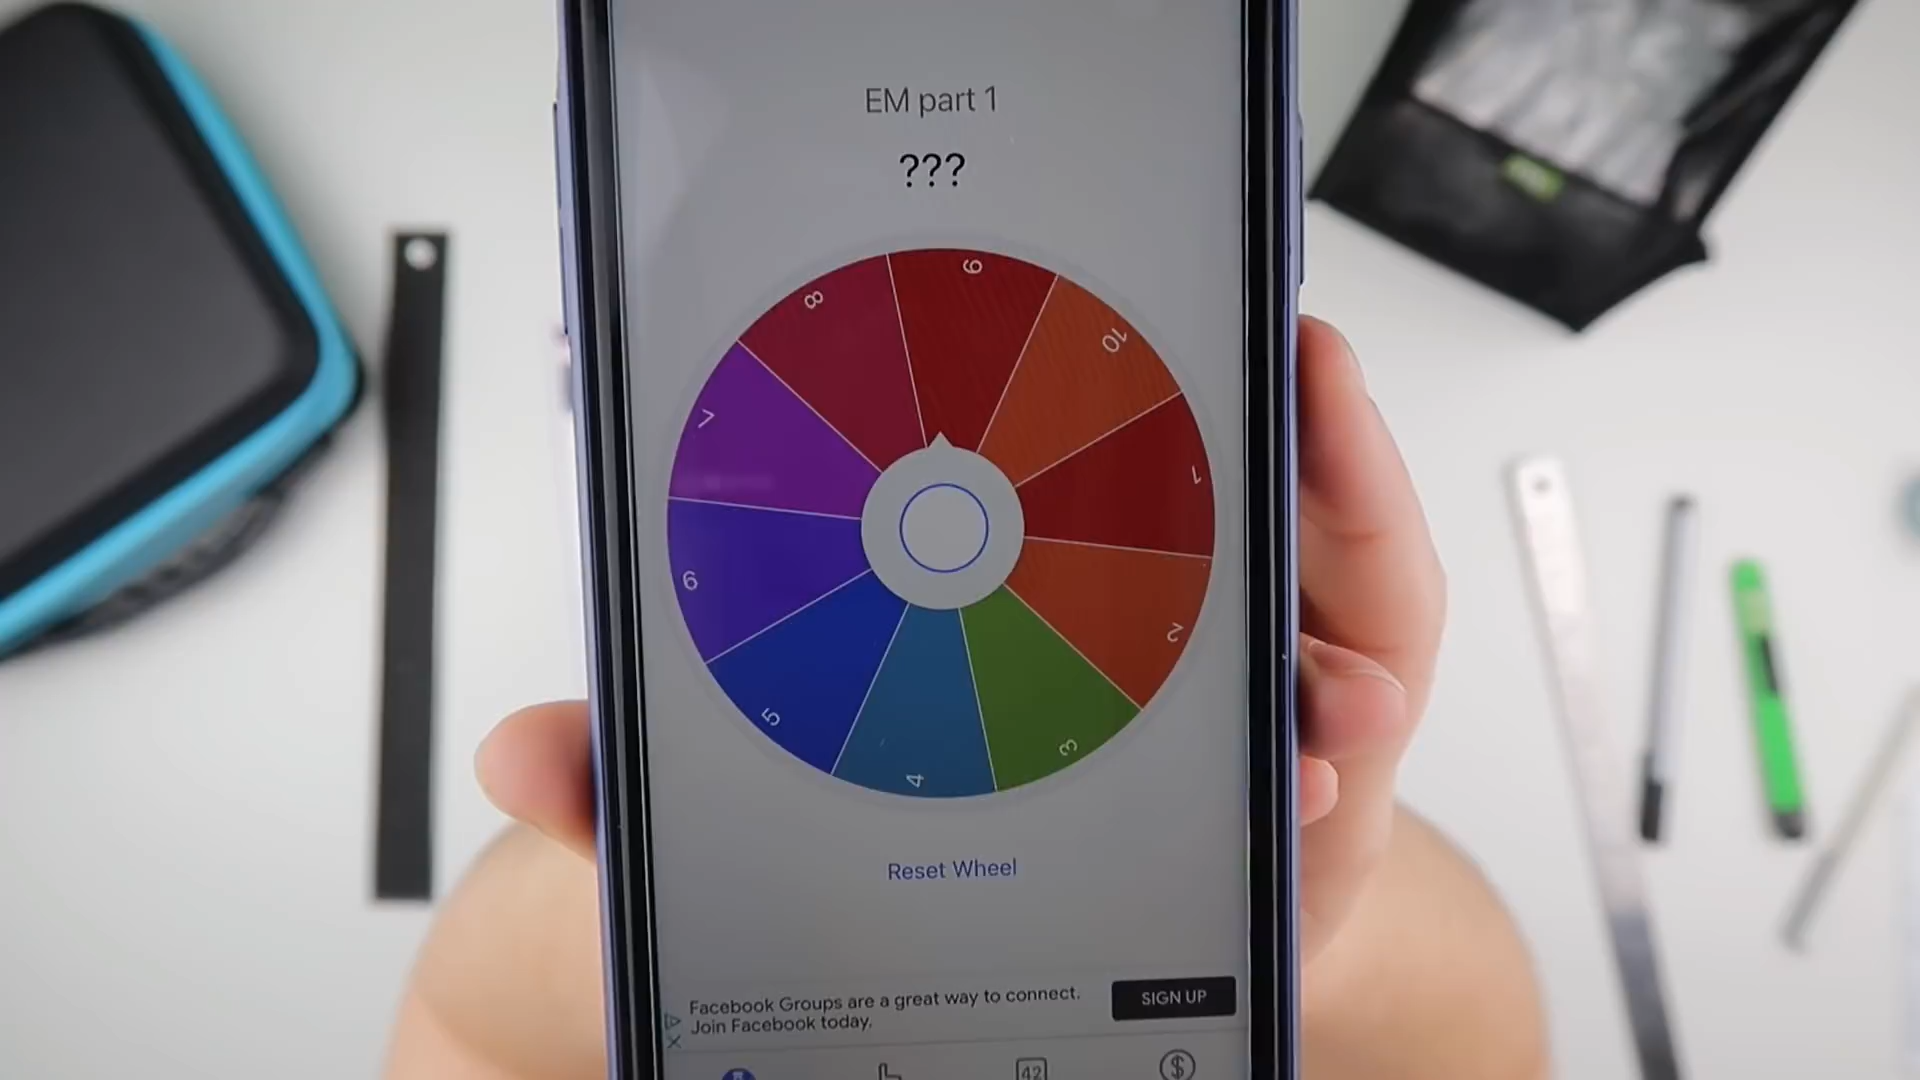 EM part 1
???
8
9
10
7
1
6
2
5
3
4
Reset Wheel
Facebook Groups are a great way to connect.
Join Facebook today.
SIGN UP
42
$